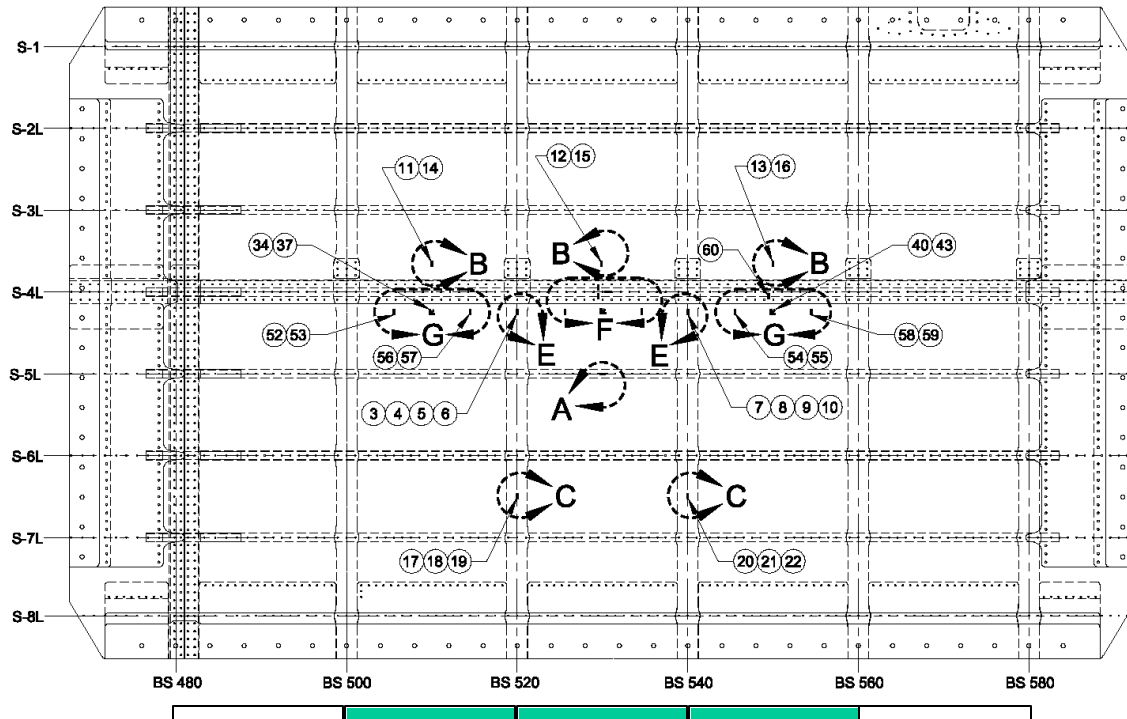 S-1
S-2L
12 15
11 14
13 16
S-3L
34 37
B
B
B
60
40 43
S-4L
52 53
G
56 57
E
F
E
G
54 55
58 59
S-5L
A
3 4 5 6
7 8 9 10
S-6L
C
C
S-7L
17 18 19
20 21 22
S-8L
BS 480 BS 500 BS 520 BS 540 BS 560 BS 580